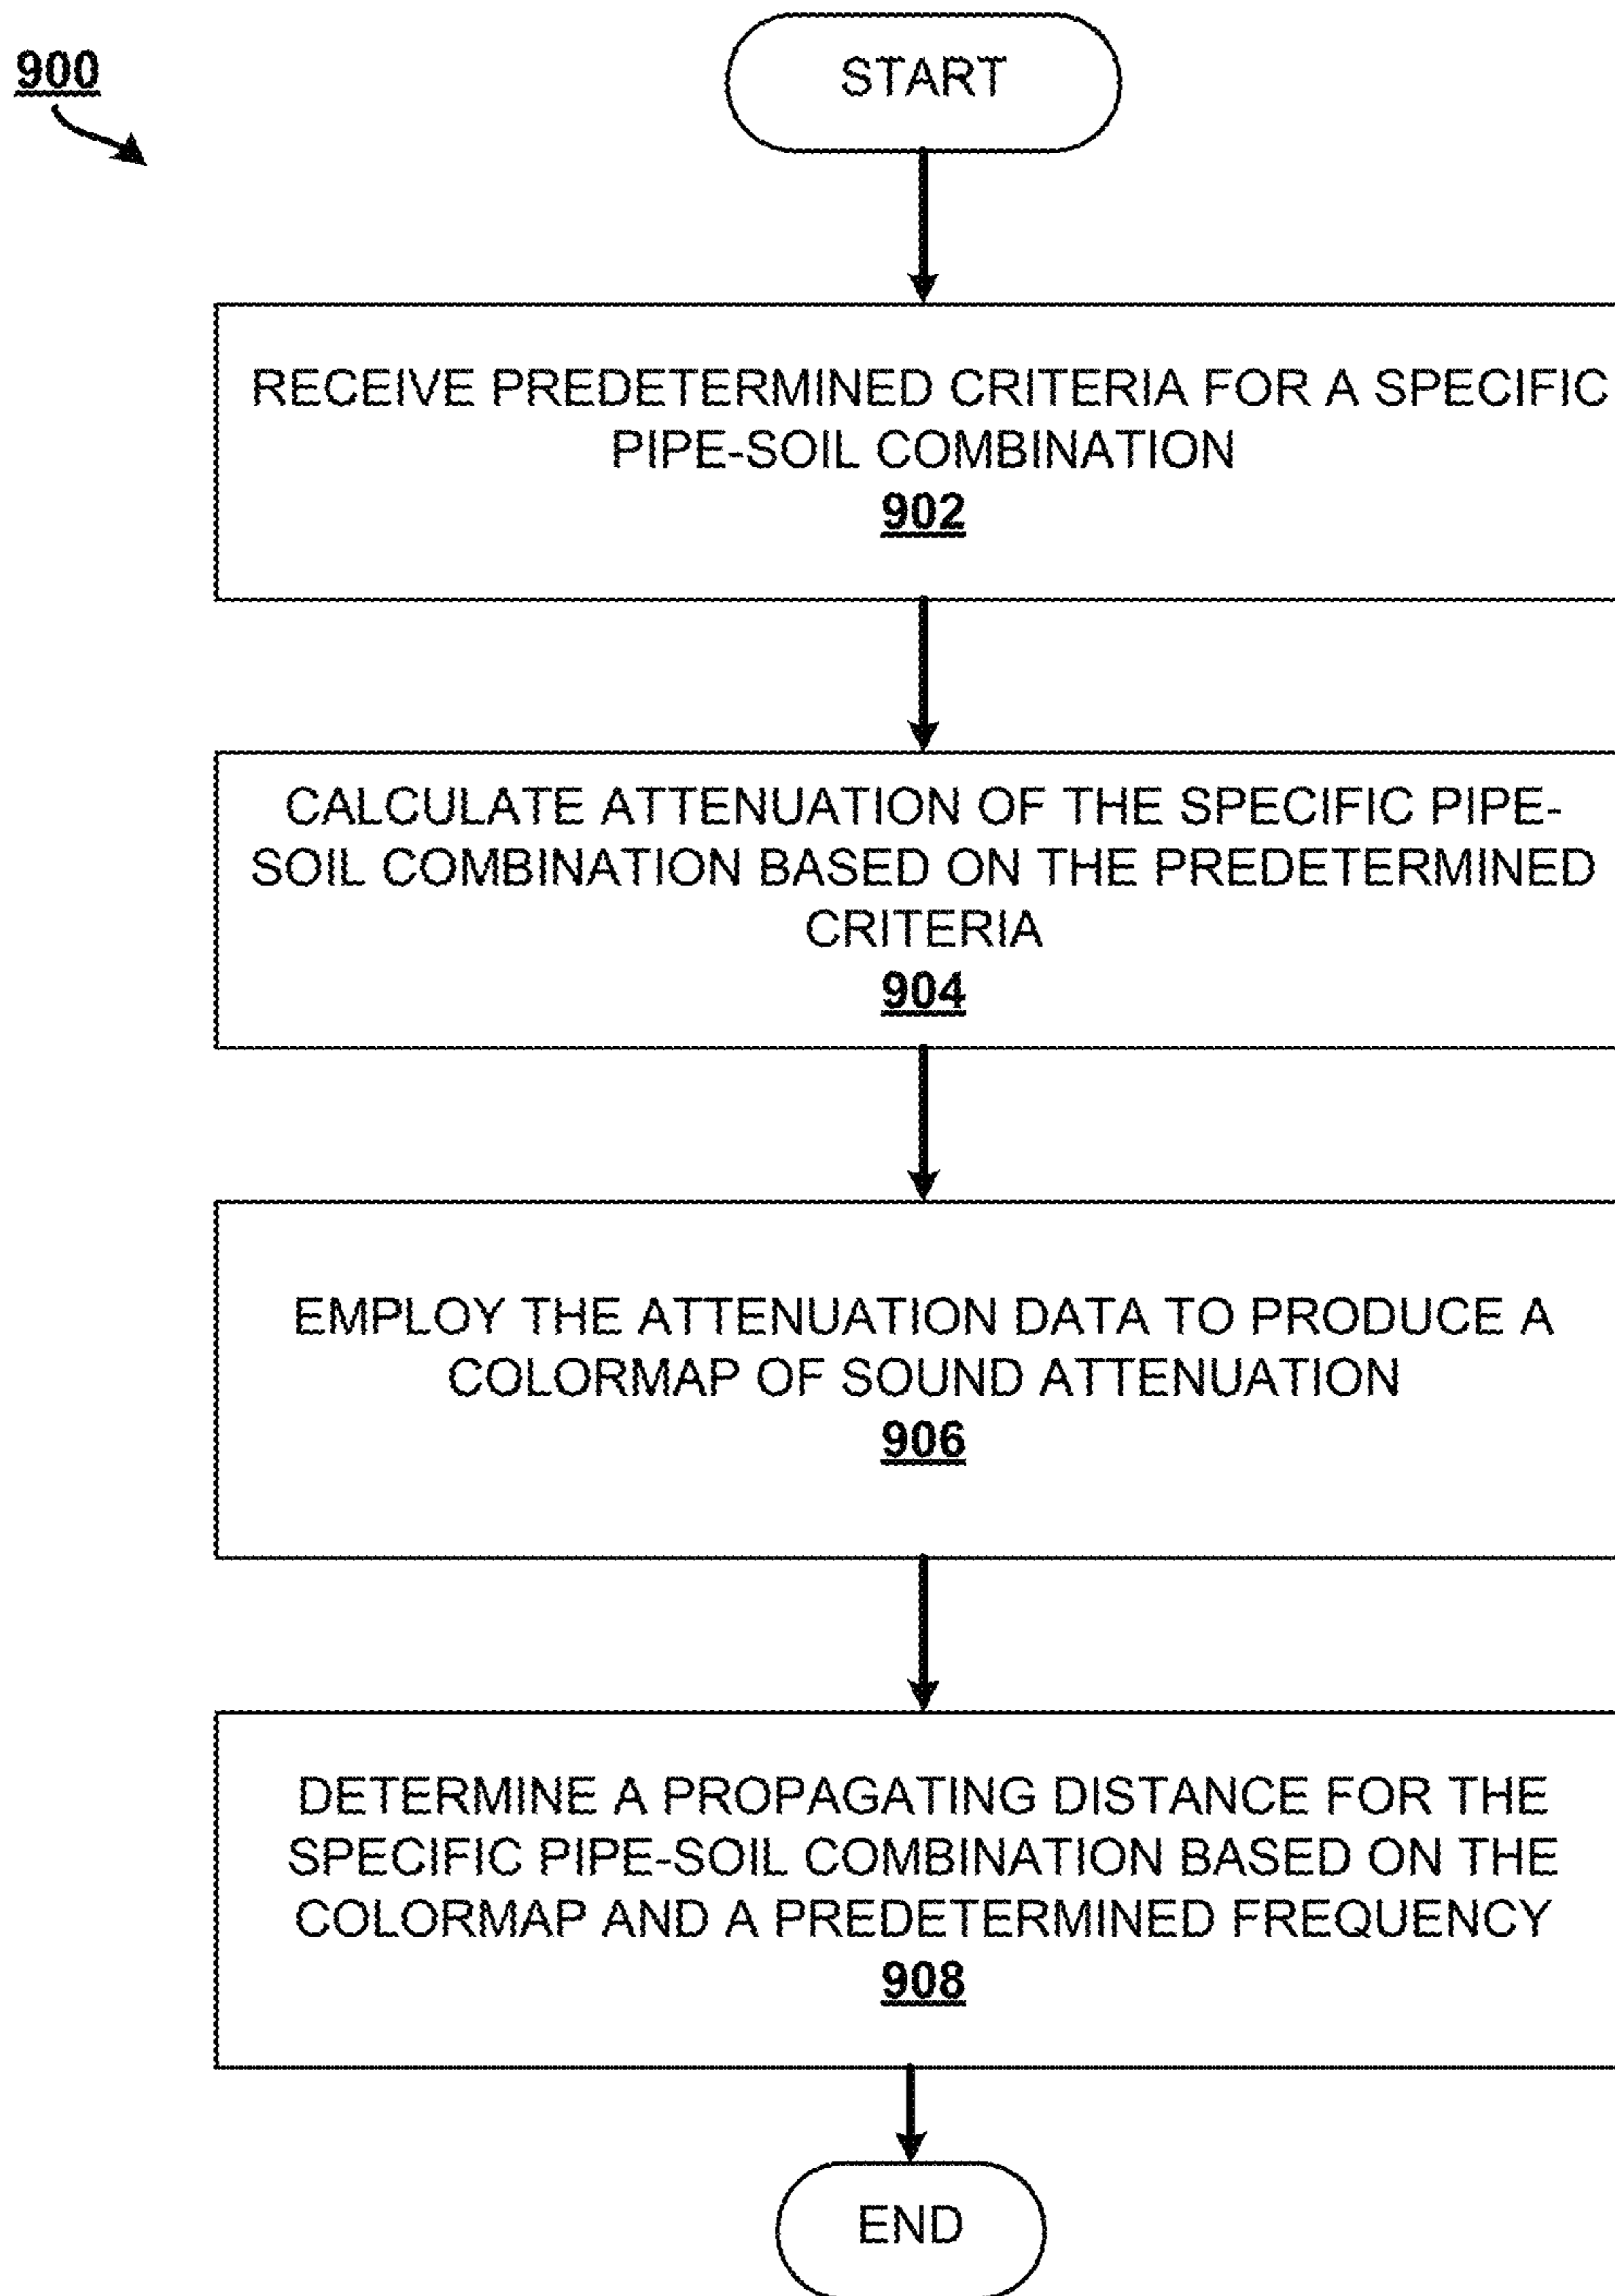 900
START
RECEIVE PREDETERMINED CRITERIA FOR A SPECIFIC
PIPE-SOIL COMBINATION
902
CALCULATE ATTENUATION OF THE SPECIFIC PIPE-
SOIL COMBINATION BASED ON THE PREDETERMINED
CRITERIA
904
EMPLOY THE ATTENUATION DATA TO PRODUCE A
COLORMAP OF SOUND ATTENUATION
906
DETERMINE A PROPAGATING DISTANCE FOR THE
SPECIFIC PIPE-SOIL COMBINATION BASED ON THE
COLORMAP AND A PREDETERMINED FREQUENCY
908
END